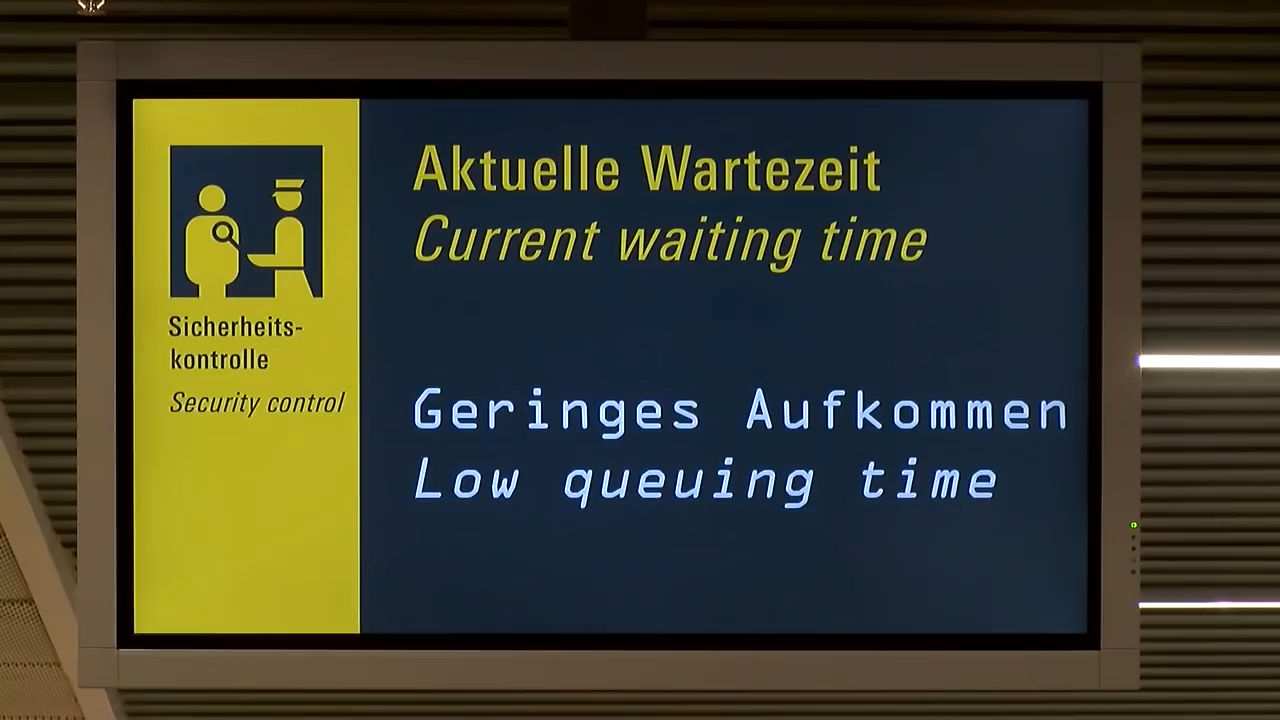 Aktuelle Wartezeit
Current waiting time
Sicherheits-
kontrolle
Security control
Geringes Aufkommen
Low queuing time